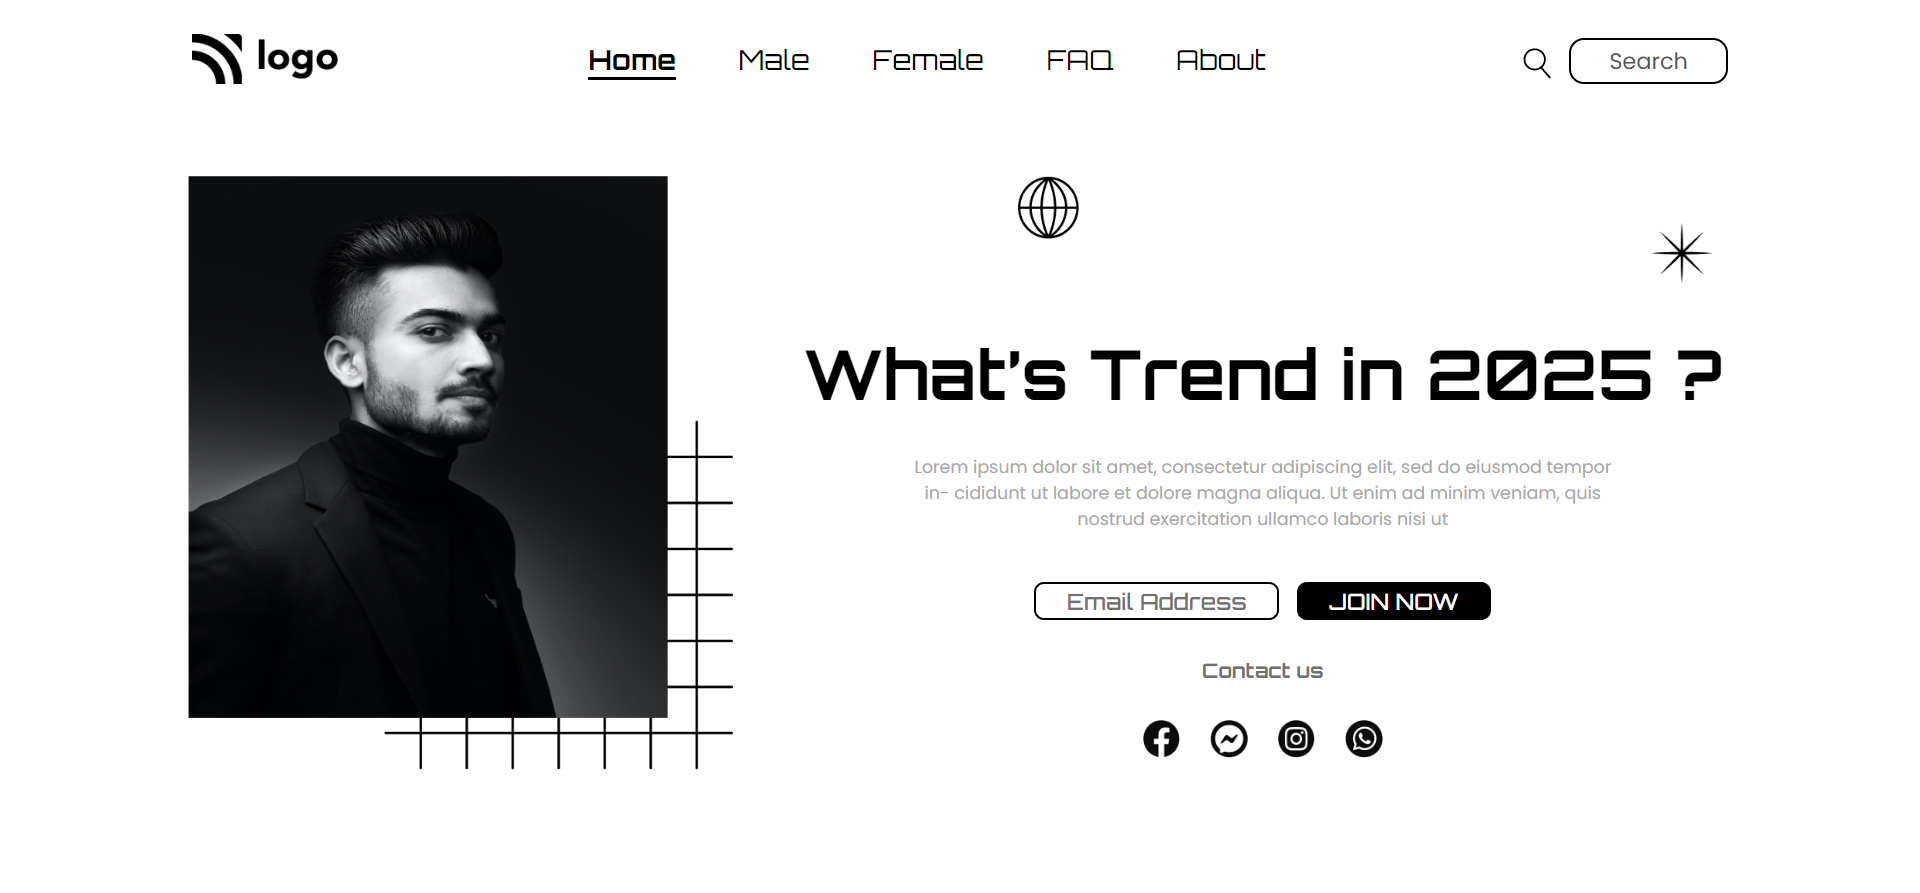 logo
Home Male Female FAQ About
Search
What's Trend in 2025 ?
Lorem ipsum dolor sit amet, consectetur adipiscing elit, sed do eiusmod tempor
in- cididunt ut labore et dolore magna aliqua. Ut enim ad minim veniam, quis
nostrud exercitation ullamco laboris nisi ut
Email Address JOIN NOW
Contact us